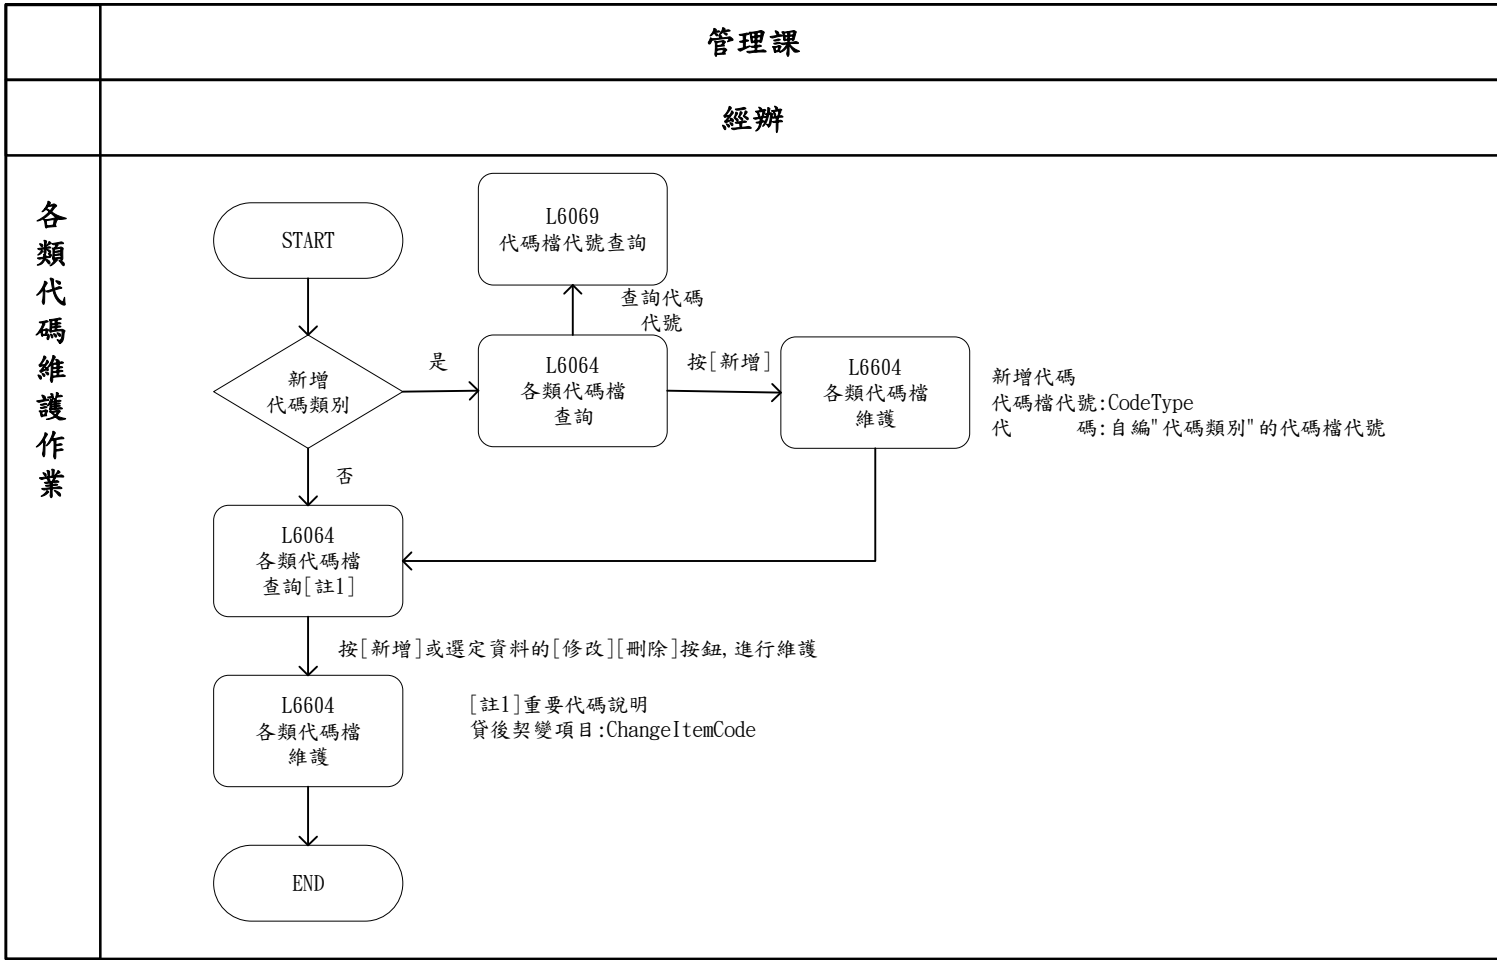 管理課
經辦
各類代碼維護作業
START
L6069
代碼檔代號查詢
查詢代碼
代號
新增
代碼類別
是
L6064
各類代碼檔
查詢
按[新增]
L6604
各類代碼檔
維護
新增代碼
代碼檔代號:CodeType
代　　　碼:自編"代碼類別"的代碼檔代號
否
L6064
各類代碼檔
查詢[註1]
按[新增]或選定資料的[修改][刪除]按鈕,進行維護
L6604
各類代碼檔
維護
[註1]重要代碼說明
貸後契變項目:ChangeItemCode
END